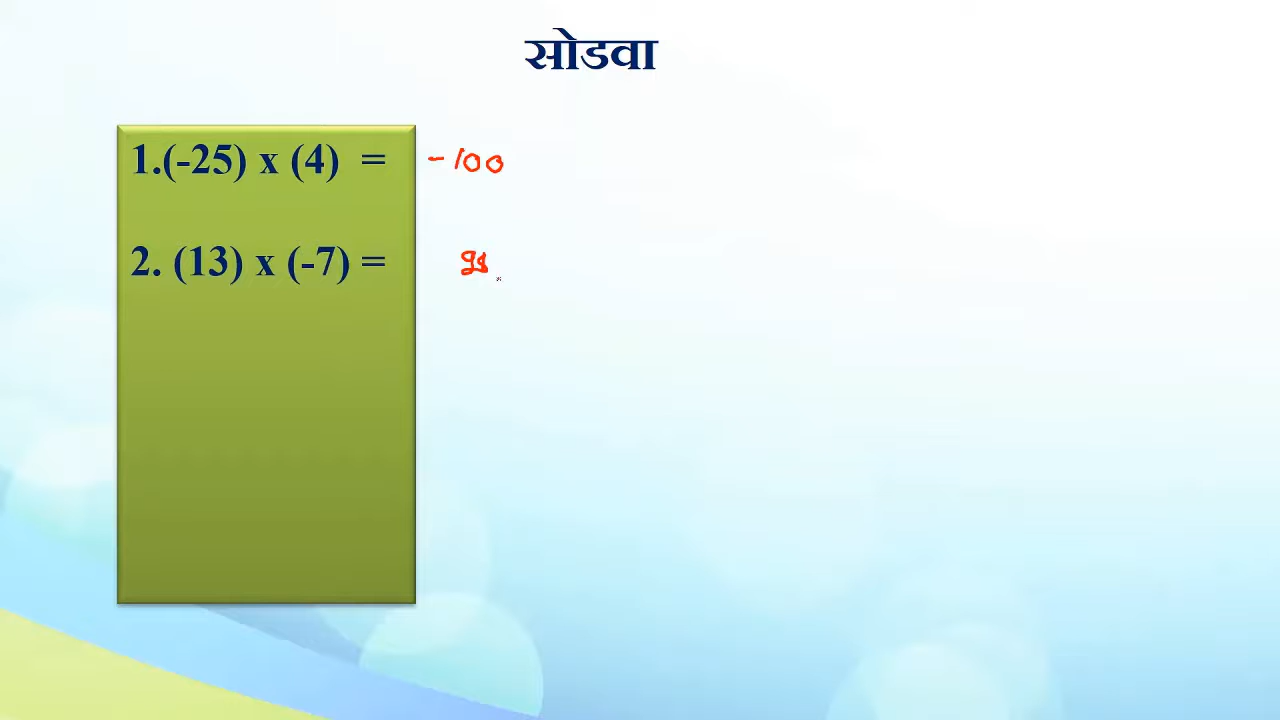 सोडवा
1.(-25) x (4) = -100
2. (13) x (-7) =